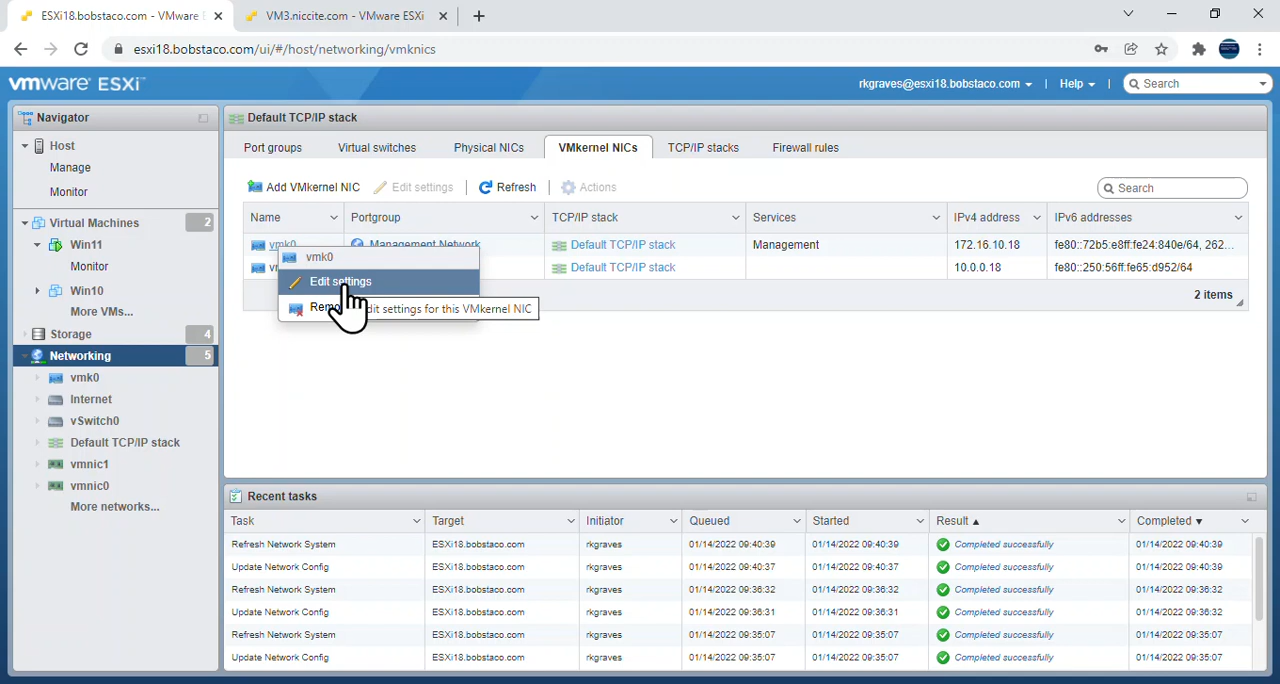 ESXi18.bobstaco.com - VMware E
VM3.niccite.com - VMware ESXi
esxi18.bobstaco.com/ui/#/host/networking/vmknics
vmware ESXi
rkgraves@esxi18.bobstaco.com | Help | Search
Navigator
Host
Manage
Monitor
Virtual Machines 2
Win11
Monitor
Win10
More VMs...
Storage 4
Networking 5
vmk0
Internet
vSwitch0
Default TCP/IP stack
vmnic1
vmnic0
More networks...
Default TCP/IP stack
Port groups Virtual switches Physical NICs VMkernel NICs TCP/IP stacks Firewall rules
Add VMkernel NIC Edit settings | Refresh | Actions Search
Name Portgroup TCP/IP stack Services IPv4 address IPv6 addresses
vmk0 Management Network Default TCP/IP stack Management 172.16.10.18 fe80::72b5:e8ff:fe24:840e/64, 262...
Default TCP/IP stack 10.0.0.18 fe80::250:56ff:fe65:d952/64
2 items
vmk0
Edit settings
dit settings for this VMkernel NIC
Recent tasks
Task Target Initiator Queued Started Result ▲ Completed ▼
Refresh Network System ESXi18.bobstaco.com rkgraves 01/14/2022 09:40:39 01/14/2022 09:40:39 Completed successfully 01/14/2022 09:40:39
Update Network Config ESXi18.bobstaco.com rkgraves 01/14/2022 09:40:37 01/14/2022 09:40:37 Completed successfully 01/14/2022 09:40:39
Refresh Network System ESXi18.bobstaco.com rkgraves 01/14/2022 09:36:32 01/14/2022 09:36:32 Completed successfully 01/14/2022 09:36:32
Update Network Config ESXi18.bobstaco.com rkgraves 01/14/2022 09:36:31 01/14/2022 09:36:31 Completed successfully 01/14/2022 09:36:32
Refresh Network System ESXi18.bobstaco.com rkgraves 01/14/2022 09:35:07 01/14/2022 09:35:07 Completed successfully 01/14/2022 09:35:07
Update Network Config ESXi18.bobstaco.com rkgraves 01/14/2022 09:35:07 01/14/2022 09:35:07 Completed successfully 01/14/2022 09:35:07